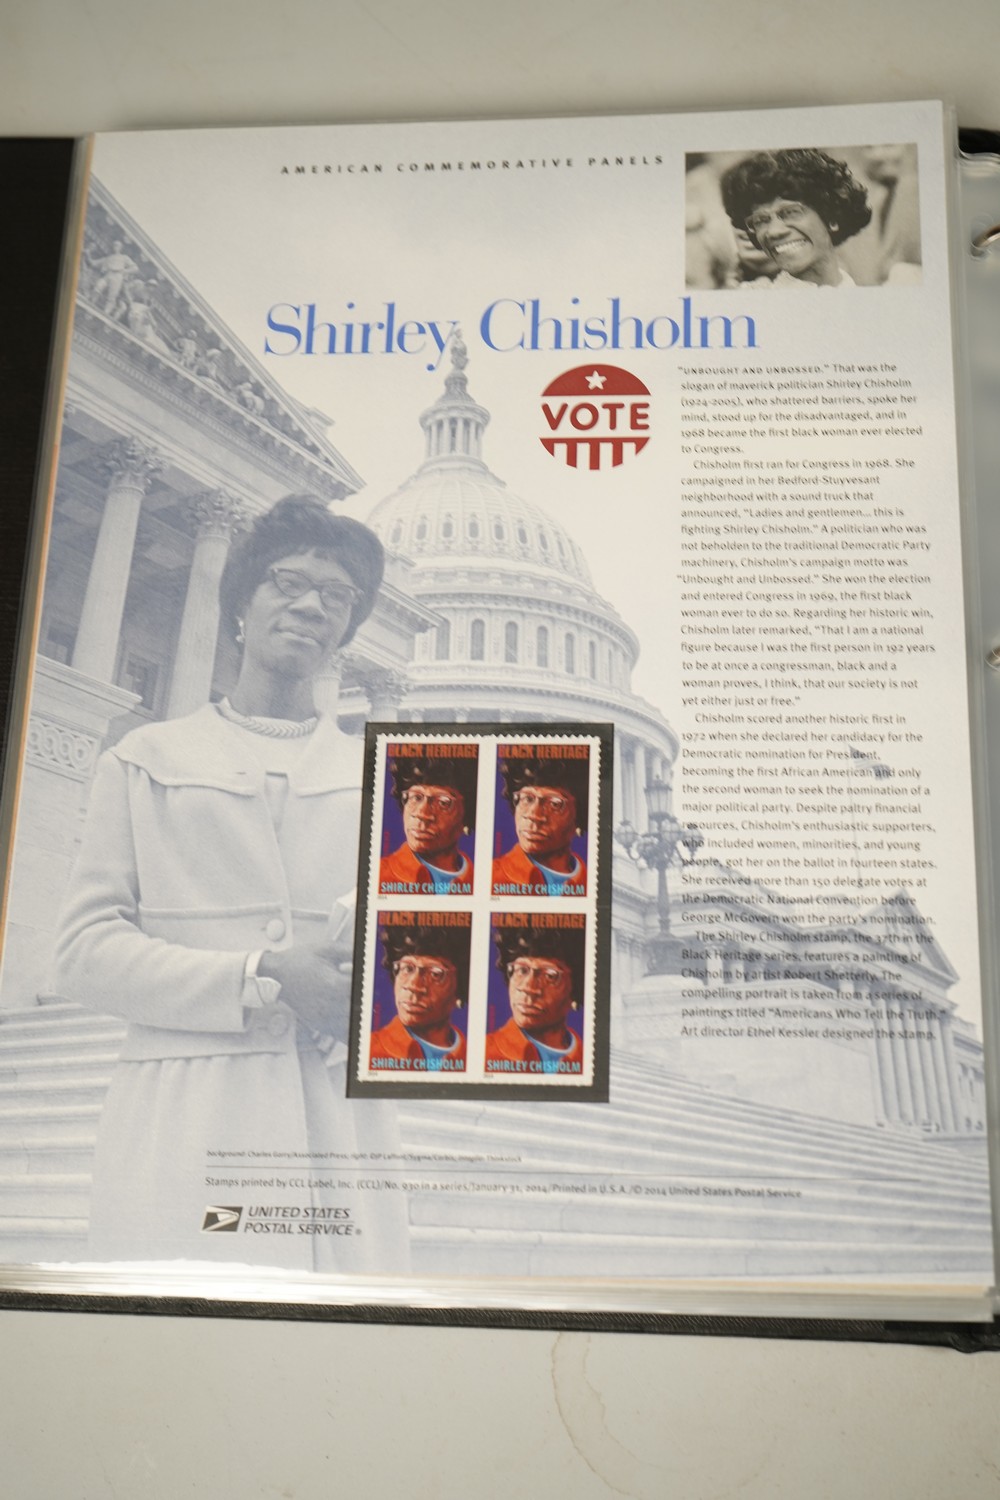 AMERICAN COMMEMORATIVE PANELS
Shirley Chisholm
VOTE
"UNBOUGHT AND UNBOSSED." That was the
slogan of maverick politician Shirley Chisholm
(1924-2005), who shattered barriers, spoke her
mind, stood up for the disadvantaged, and in
1968 became the first black woman ever elected
to Congress.
Chisholm first ran for Congress in 1968. She
campaigned in her Bedford-Stuyvesant
neighborhood with a sound truck that
announced, "Ladies and gentlemen... this is
fighting Shirley Chisholm." A politician who was
not beholden to the traditional Democratic Party
machinery, Chisholm's campaign motto was
"Unbought and Unbossed." She won the election
and entered Congress in 1969, the first black
woman ever to do so. Regarding her historic win,
Chisholm later remarked, "That I am a national
figure because I was the first person in 192 years
to be at once a congressman, black and a
woman proves, I think, that our society is not
yet either just or free."
Chisholm scored another historic first in
1972 when she declared her candidacy for the
Democratic nomination for President,
becoming the first African American and only
the second woman to seek the nomination of a
major political party. Despite paltry financial
resources, Chisholm's enthusiastic supporters,
who included women, minorities, and young
people, got her on the ballot in fourteen states.
She received more than 150 delegate votes at
the Democratic National Convention before
George McGovern won the party's nomination.
The Shirley Chisholm stamp, the 37th in the
Black Heritage series, features a painting of
Chisholm by artist Robert Shetterly. The
compelling portrait is taken from a series of
paintings titled "Americans Who Tell the Truth."
Art director Ethel Kessler designed the stamp.
BLACK HERITAGE
SHIRLEY CHISHOLM
2014
BLACK HERITAGE
SHIRLEY CHISHOLM
2014
BLACK HERITAGE
SHIRLEY CHISHOLM
2014
BLACK HERITAGE
SHIRLEY CHISHOLM
2014
background: Charles Gorry/Associated Press; right:
Stamps printed by CCL Label, Inc. (CCL)/No. 930 in a series/January 31, 2014/Printed in U.S.A./© 2014 United States Postal Service
UNITED STATES
POSTAL SERVICE®